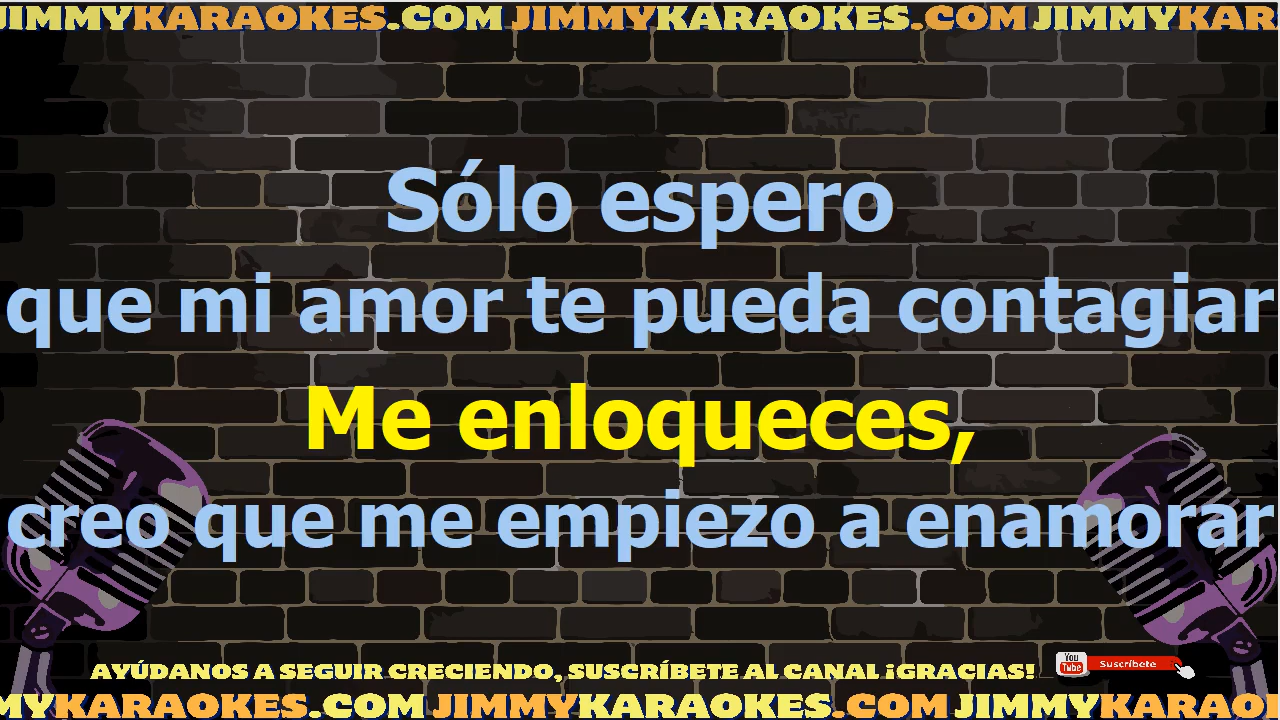 JIMMYKARAOKES.COM JIMMYKARAOKES.COM JIMMYKAR
Sólo espero
que mi amor te pueda contagiar
Me enloqueces,
creo que me empiezo a enamorar
AYÚDANOS A SEGUIR CRECIENDO, SUSCRÍBETE AL CANAL ¡GRACIAS!
You
Tube
Suscríbete
MYKARAOKES.COM JIMMYKARAOKES.COM JIMMYKARAO